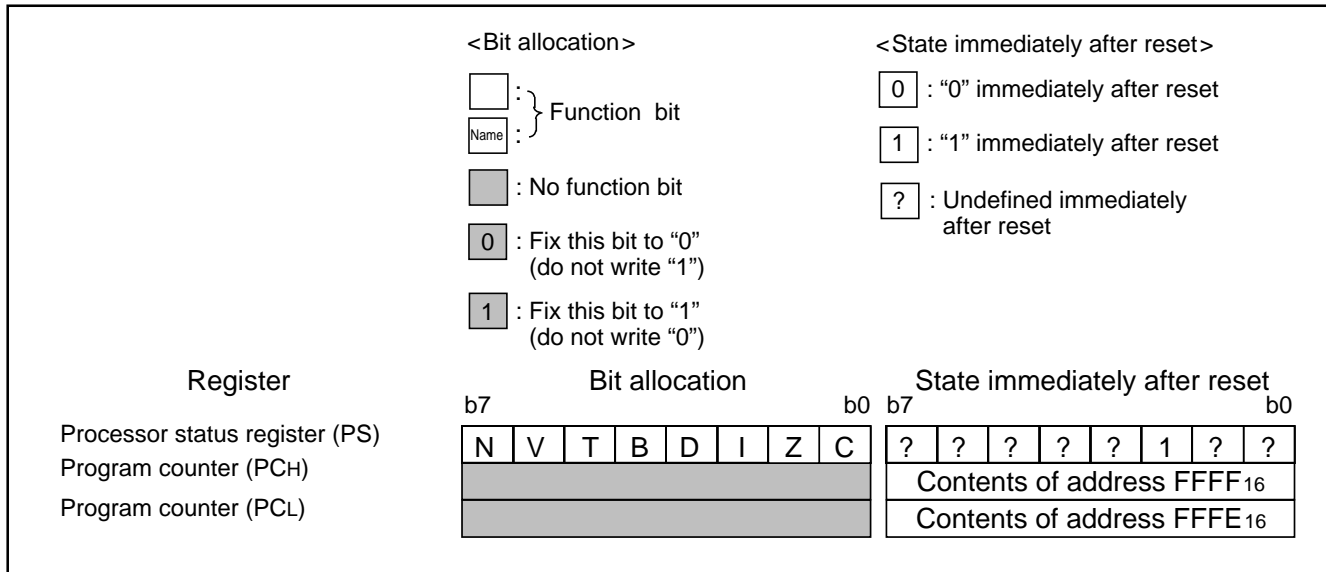 <Bit allocation>
: 
Function bit
Name :
: No function bit
0 : Fix this bit to “0”
(do not write “1”)
1 : Fix this bit to “1”
(do not write “0”)
<State immediately after reset>
0 : “0” immediately after reset
1 : “1” immediately after reset
? : Undefined immediately
after reset
Register Bit allocation State immediately after reset
b7 b0 b7 b0
Processor status register (PS) N V T B D I Z C ? ? ? ? ? 1 ? ?
Program counter (PCH) Contents of address FFFF16
Program counter (PCL) Contents of address FFFE16